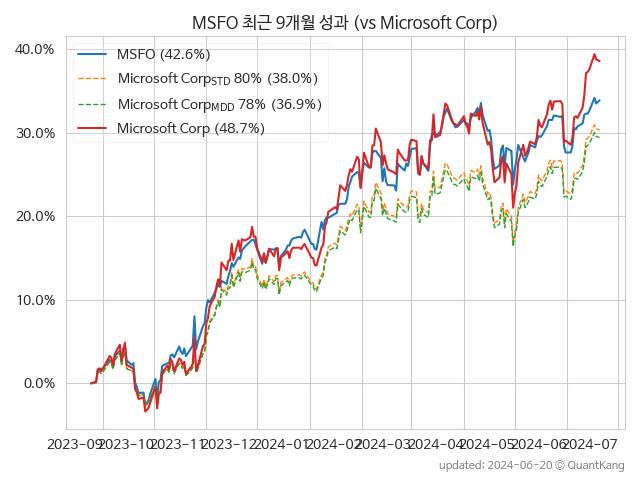 MSFO 최근 9개월 성과 (vs Microsoft Corp)
40.0%
30.0%
20.0%
10.0%
0.0%
MSFO (42.6%)
Microsoft CorpSTD 80% (38.0%)
Microsoft CorpMDD 78% (36.9%)
Microsoft Corp (48.7%)
2023-09 2023-10 2023-11 2023-12 2024-01 2024-02 2024-03 2024-04 2024-05 2024-06 2024-07
updated: 2024-06-20 © QuantKang